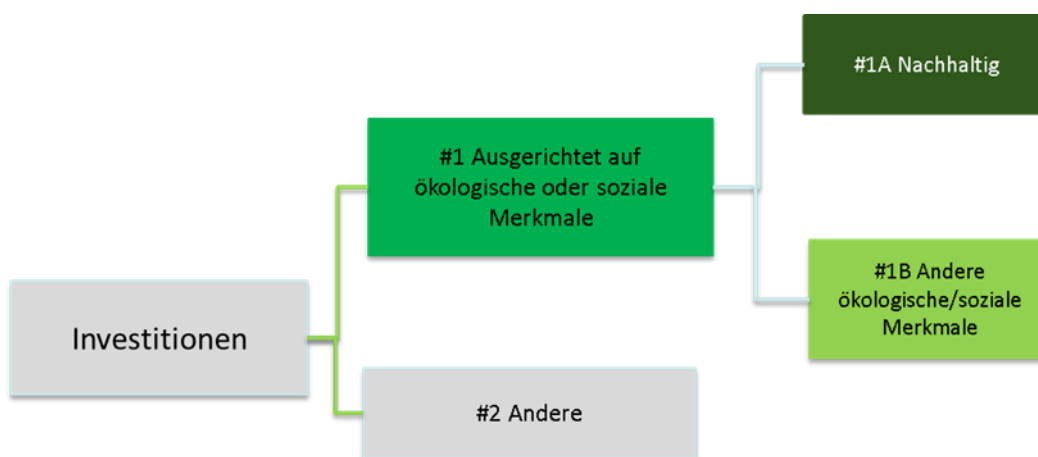 #1A Nachhaltig
#1 Ausgerichtet auf
ökologische oder soziale
Merkmale
#1B Andere
ökologische/soziale
Merkmale
Investitionen
#2 Andere